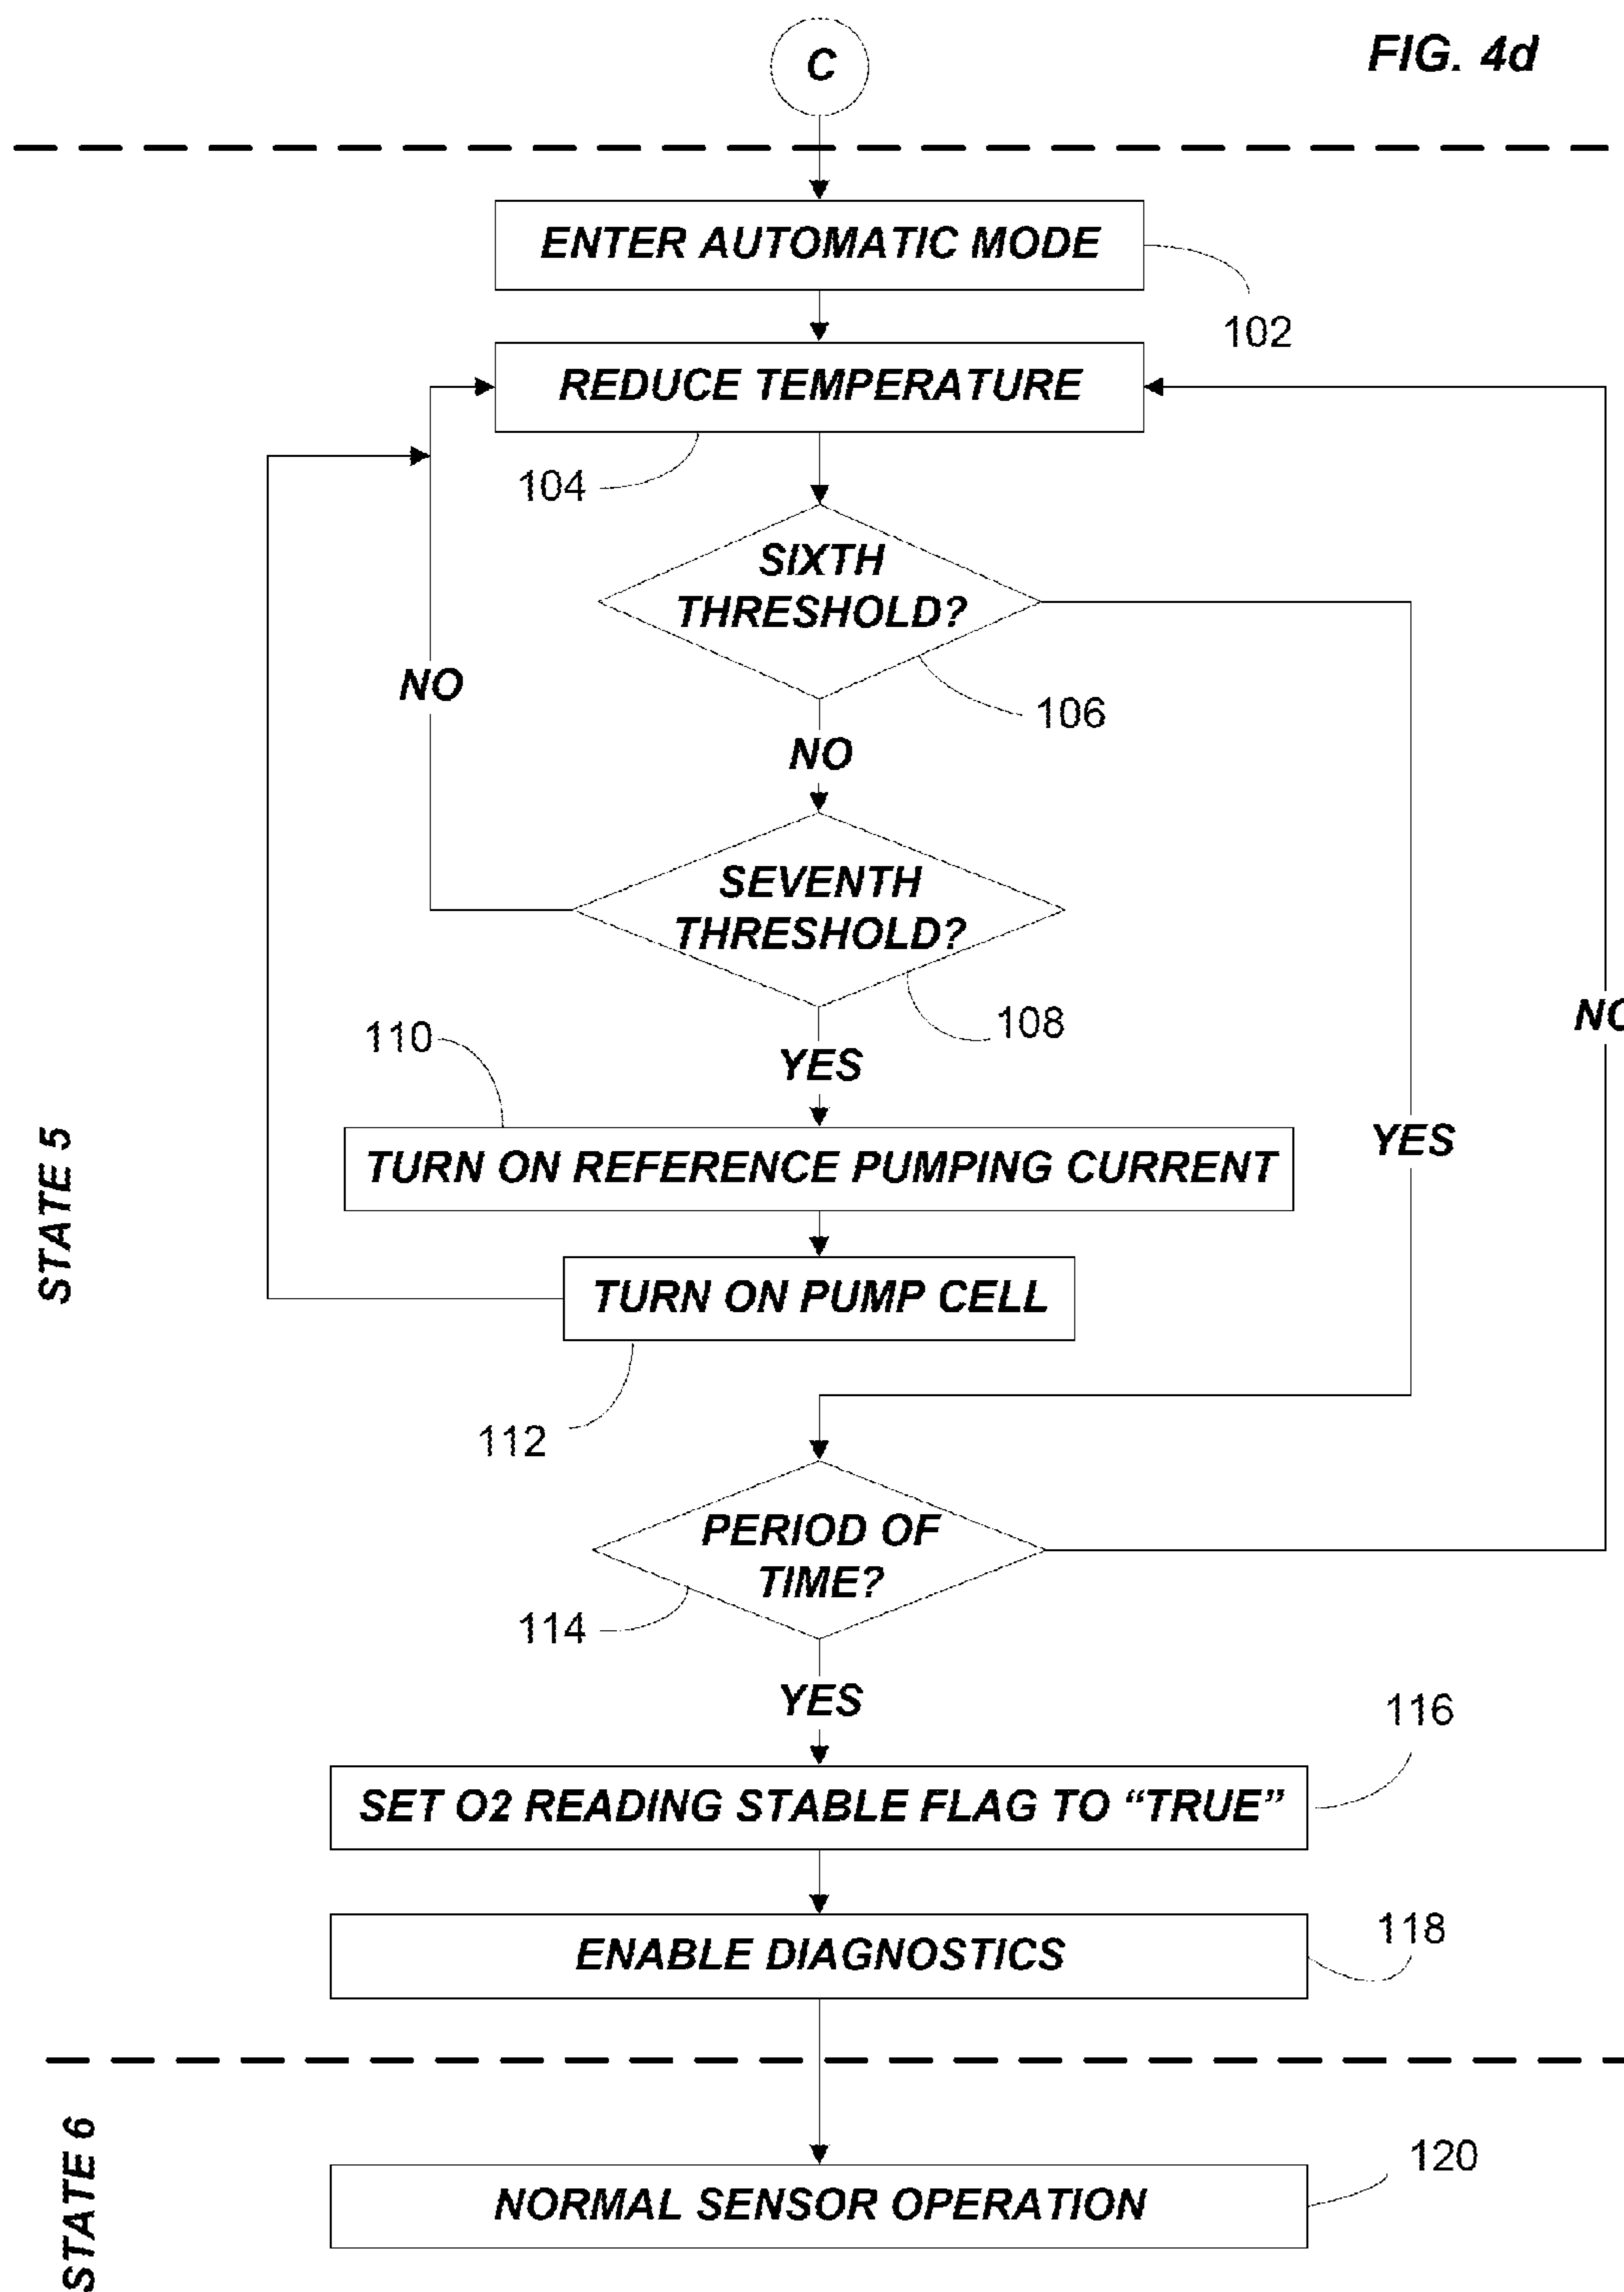 C
FIG. 4d
ENTER AUTOMATIC MODE
102
REDUCE TEMPERATURE
104
SIXTH
THRESHOLD?
106
NO
NO
SEVENTH
THRESHOLD?
108
NO
YES
110
TURN ON REFERENCE PUMPING CURRENT
YES
STATE 5
TURN ON PUMP CELL
112
PERIOD OF
TIME?
114
YES
116
SET O2 READING STABLE FLAG TO “TRUE”
ENABLE DIAGNOSTICS
118
STATE 6
120
NORMAL SENSOR OPERATION